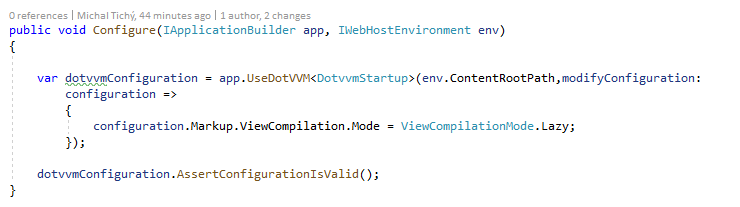 0 references | Michal Tichý, 44 minutes ago | 1 author, 2 changes
public void Configure(IApplicationBuilder app, IWebHostEnvironment env)
{
    var dotvvmConfiguration = app.UseDotVVM<DotvvmStartup>(env.ContentRootPath,modifyConfiguration:
        configuration =>
        {
            configuration.Markup.ViewCompilation.Mode = ViewCompilationMode.Lazy;
        });
    dotvvmConfiguration.AssertConfigurationIsValid();
}